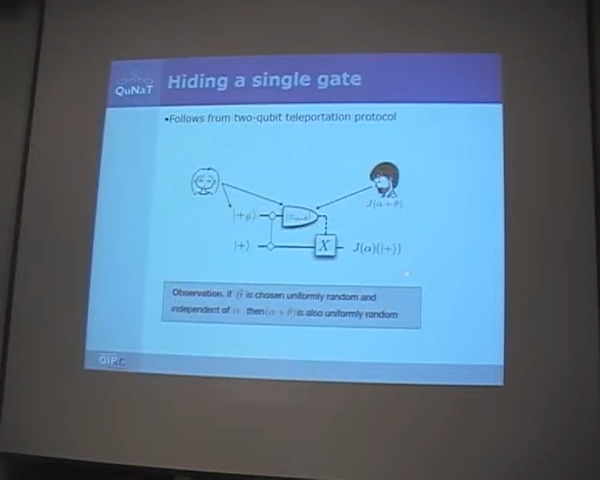 QuNaT
Hiding a single gate
•Follows from two-qubit teleportation protocol
J(α + θ)
|+θ⟩
|+⟩
X
J(α)(|+⟩)
Observation. if θ is chosen uniformly random and
independent of α then (α + θ) is also uniformly random